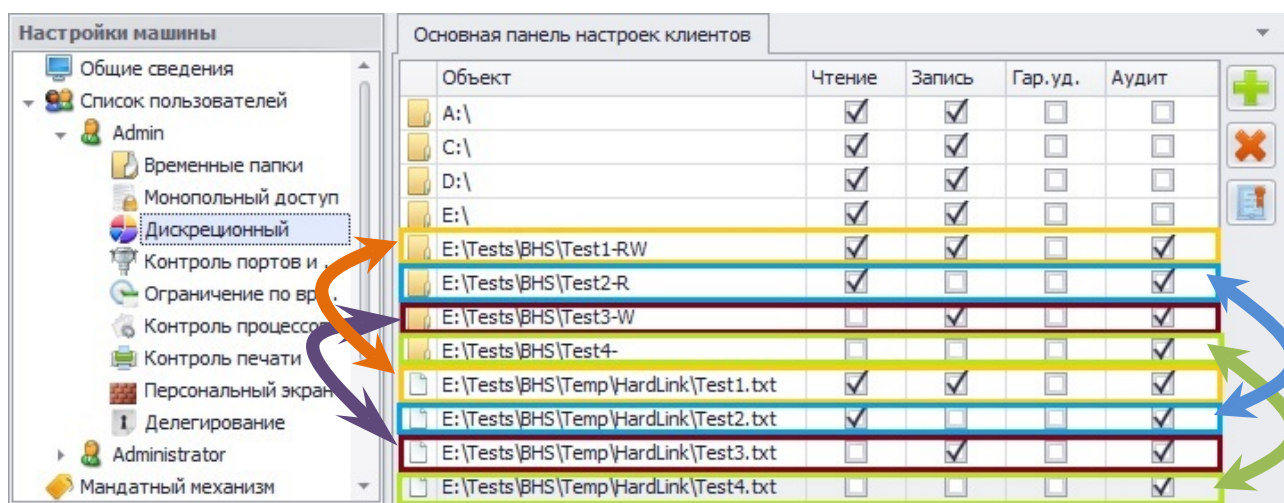 Настройки машины
Общие сведения
Список пользователей
Admin
Временные папки
Монопольный доступ
Дискреционный
Контроль портов и
Ограничение по вр
Контроль процессо
Контроль печати
Персональный экран
Делегирование
Administrator
Мандатный механизм
Основная панель настроек клиентов
Объект Чтение Запись Гар.уд. Аудит
A:\
C:\
D:\
E:\
E:\Tests\BHS\Test1-RW
E:\Tests\BHS\Test2-R
E:\Tests\BHS\Test3-W
E:\Tests\BHS\Test4-
E:\Tests\BHS\Temp\HardLink\Test1.txt
E:\Tests\BHS\Temp\HardLink\Test2.txt
E:\Tests\BHS\Temp\HardLink\Test3.txt
E:\Tests\BHS\Temp\HardLink\Test4.txt